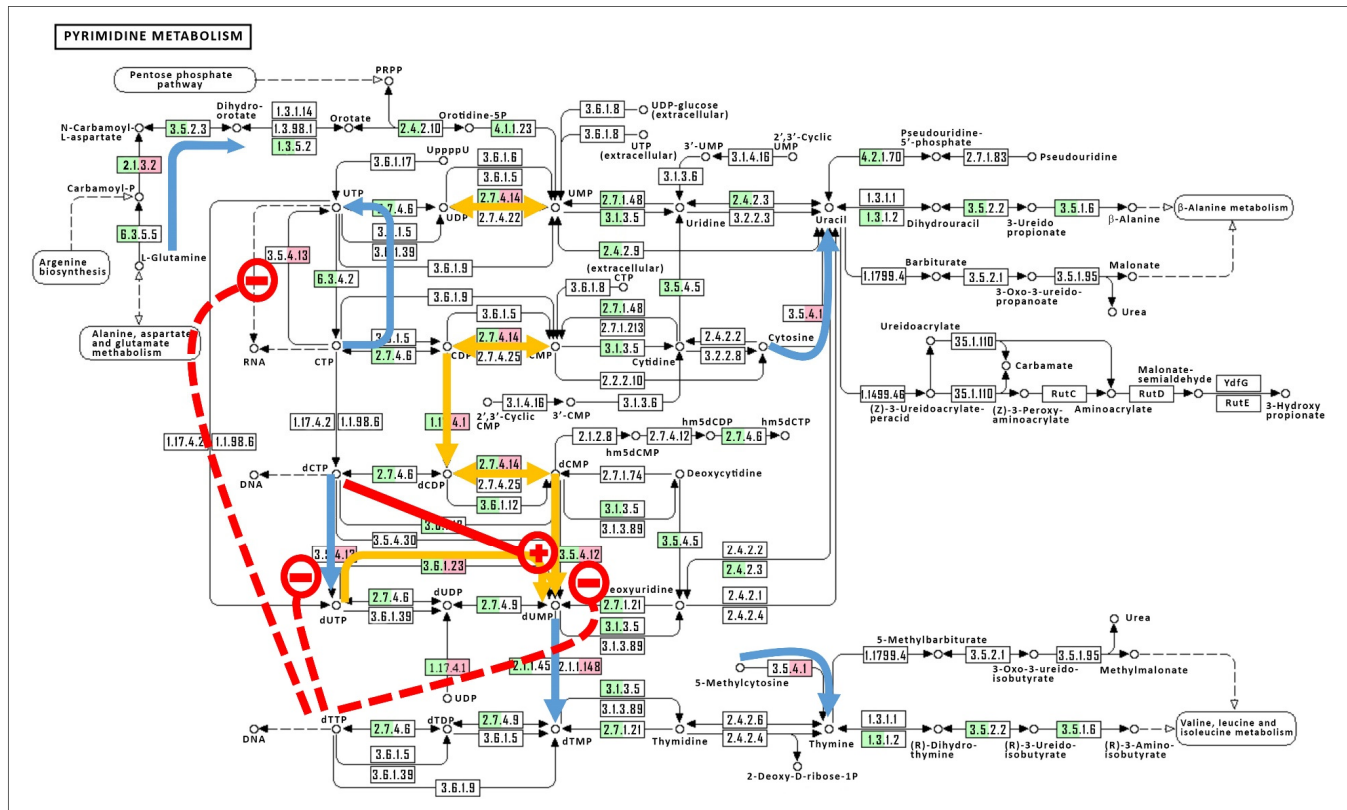 PYRIMIDINE METABOLISM
Pentose phosphate
pathway
PRPP
Dihydro-
orotate
1.3.1.14
1.3.98.1
1.3.5.2
Orotate
Orotidine-5P
N-Carbamoyl-
L-aspartate
3.5.2.3
2.4.2.10
4.1.1.23
3.6.1.8
UDP-glucose
(extracellular)
3.6.1.8
UTP
(extracellular)
2',3'-Cyclic
UMP
3'-UMP
3.1.4.16
3.1.3.6
Pseudouridine-
5'-phosphate
4.2.1.70
2.7.1.83
Pseudouridine
2.1.3.2
Carbamoyl-P
6.3.5.5
L-Glutamine
Argenine
biosynthesis
Alanine, aspartate
and glutamate
methabolism
3.6.1.17
UppppU
3.6.1.6
3.6.1.5
UTP
2.7.4.6
UDP
2.7.4.14
2.7.4.22
UMP
2.7.1.48
3.1.3.5
Uridine
2.4.2.3
3.2.2.3
Uracil
1.3.1.1
1.3.1.2
Dihydrouracil
3.5.2.2
3-Ureido
propionate
3.5.1.6
β-Alanine
β-Alanine metabolism
3.6.1.39
3.6.1.9
2.4.2.9
3.5.4.13
6.3.4.2
(extracellular)
CTP
3.6.1.8
3.5.4.5
Barbiturate
1.1.799.4
3.5.2.1
3-Oxo-3-ureido-
propanoate
3.5.1.95
Malonate
Urea
3.6.1.9
3.6.1.5
2.7.1.48
2.7.1.213
3.1.3.5
RNA
CTP
2.7.4.6
CDP
2.7.4.14
2.7.4.25
CMP
Cytidine
2.4.2.2
3.2.2.8
Cytosine
2.2.2.10
Ureidoacrylate
35.1.110
Carbamate
Malonate-
semialdehyde
1.1499.46
35.1.110
RutC
RutD
YdfG
RutE
(Z)-3-Ureidoacrylate-
peracid
(Z)-3-Peroxy-
aminoacrylate
Aminoacrylate
3-Hydroxy
propionate
2',3'-Cyclic
CMP
3.1.4.16
3'-CMP
3.1.3.6
1.17.4.2
1.1.98.6
1.17.4.2
1.1.98.6
2.1.2.8
hm5dCMP
2.7.4.12
hm5dCDP
2.7.4.6
hm5dCTP
DNA
dCTP
2.7.4.6
dCDP
2.7.4.14
2.7.4.25
dCMP
2.7.1.74
Deoxycytidine
3.6.1.12
3.1.3.5
3.1.3.89
3.5.4.30
3.5.4.12
3.6.1.23
3.5.4.5
2.4.2.2
2.4.2.3
dUTP
2.7.4.6
3.6.1.39
dUDP
2.7.4.9
dUMP
2.7.1.21
3.1.3.5
3.1.3.89
2.4.2.1
2.4.2.4
1.17.4.1
UDP
2.1.1.45
2.1.1.148
5-Methylcytosine
3.5.4.1
5-Methylbarbiturate
1.1799.4
3.5.2.1
3-Oxo-3-ureido-
isobutyrate
3.5.1.95
Urea
Methylmalonate
DNA
dTTP
2.7.4.6
3.6.1.5
3.6.1.39
dTDP
2.7.4.9
3.6.1.5
dTMP
3.1.3.5
3.1.3.89
2.7.1.21
Thymidine
2.4.2.6
2.4.2.4
Thymine
2-Deoxy-D-ribose-1P
1.3.1.1
1.3.1.2
(R)-Dihydro-
thymine
3.5.2.2
(R)-3-Ureido-
isobutyrate
3.5.1.6
(R)-3-Amino-
isobutyrate
Valine, leucine and
isoleucine metabolism
3.6.1.9